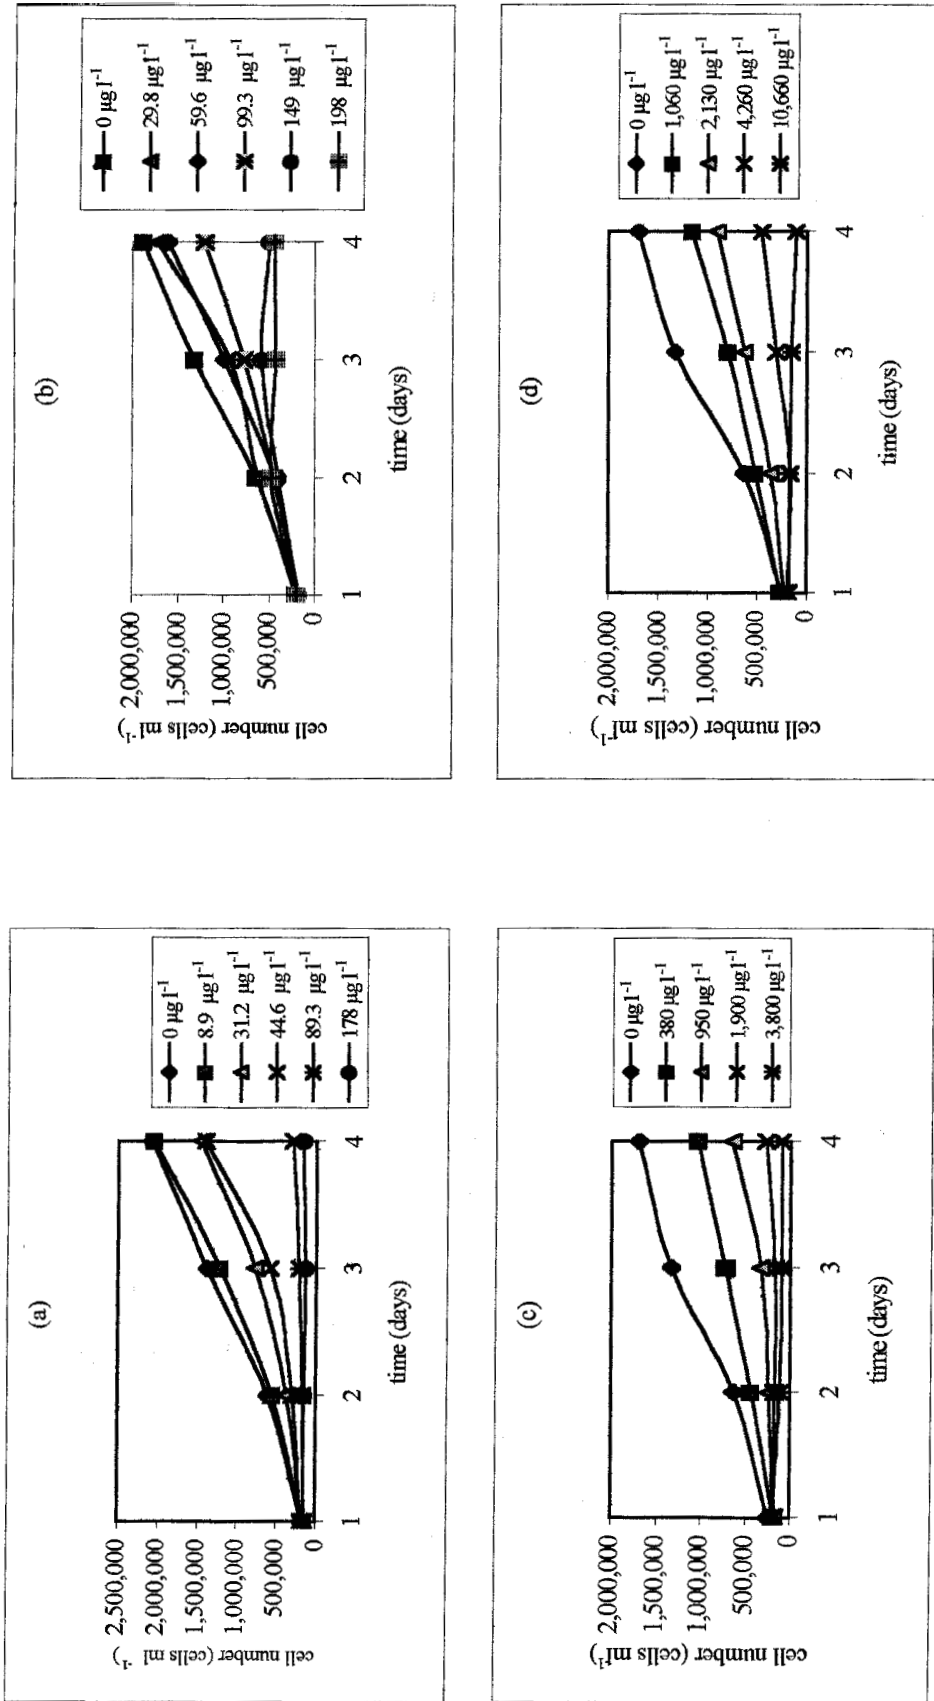 (a)
cell number (cells ml⁻¹)
2,500,000
2,000,000
1,500,000
1,000,000
500,000
0
1 2 3 4
time (days)
0 µg l⁻¹
8.9 µg l⁻¹
31.2 µg l⁻¹
44.6 µg l⁻¹
89.3 µg l⁻¹
178 µg l⁻¹
(b)
cell number (cells ml⁻¹)
2,000,000
1,500,000
1,000,000
500,000
0
1 2 3 4
time (days)
0 µg l⁻¹
29.8 µg l⁻¹
59.6 µg l⁻¹
99.3 µg l⁻¹
149 µg l⁻¹
198 µg l⁻¹
(c)
cell number (cells ml⁻¹)
2,000,000
1,500,000
1,000,000
500,000
0
1 2 3 4
time (days)
0 µg l⁻¹
380 µg l⁻¹
950 µg l⁻¹
1,900 µg l⁻¹
3,800 µg l⁻¹
(d)
cell number (cells ml⁻¹)
2,000,000
1,500,000
1,000,000
500,000
0
1 2 3 4
time (days)
0 µg l⁻¹
1,060 µg l⁻¹
2,130 µg l⁻¹
4,260 µg l⁻¹
10,660 µg l⁻¹